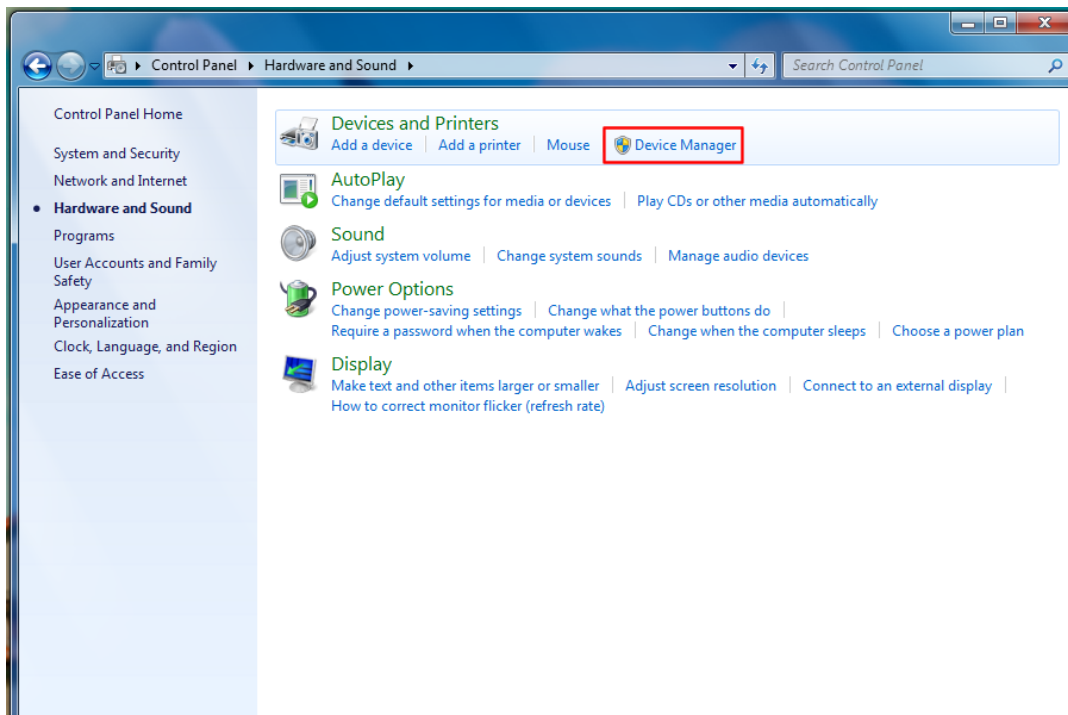 Control Panel Hardware and Sound Search Control Panel
Control Panel Home
System and Security
Network and Internet
Hardware and Sound
Programs
User Accounts and Family
Safety
Appearance and
Personalization
Clock, Language, and Region
Ease of Access
Devices and Printers
Add a device Add a printer Mouse Device Manager
AutoPlay
Change default settings for media or devices Play CDs or other media automatically
Sound
Adjust system volume Change system sounds Manage audio devices
Power Options
Change power-saving settings Change what the power buttons do
Require a password when the computer wakes Change when the computer sleeps Choose a power plan
Display
Make text and other items larger or smaller Adjust screen resolution Connect to an external display
How to correct monitor flicker (refresh rate)